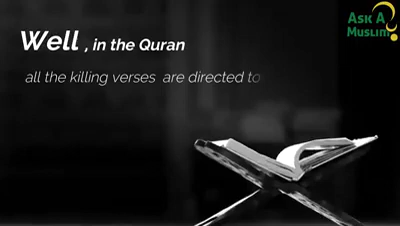 Ask A
Muslim
Well , in the Quran
all the killing verses are directed to